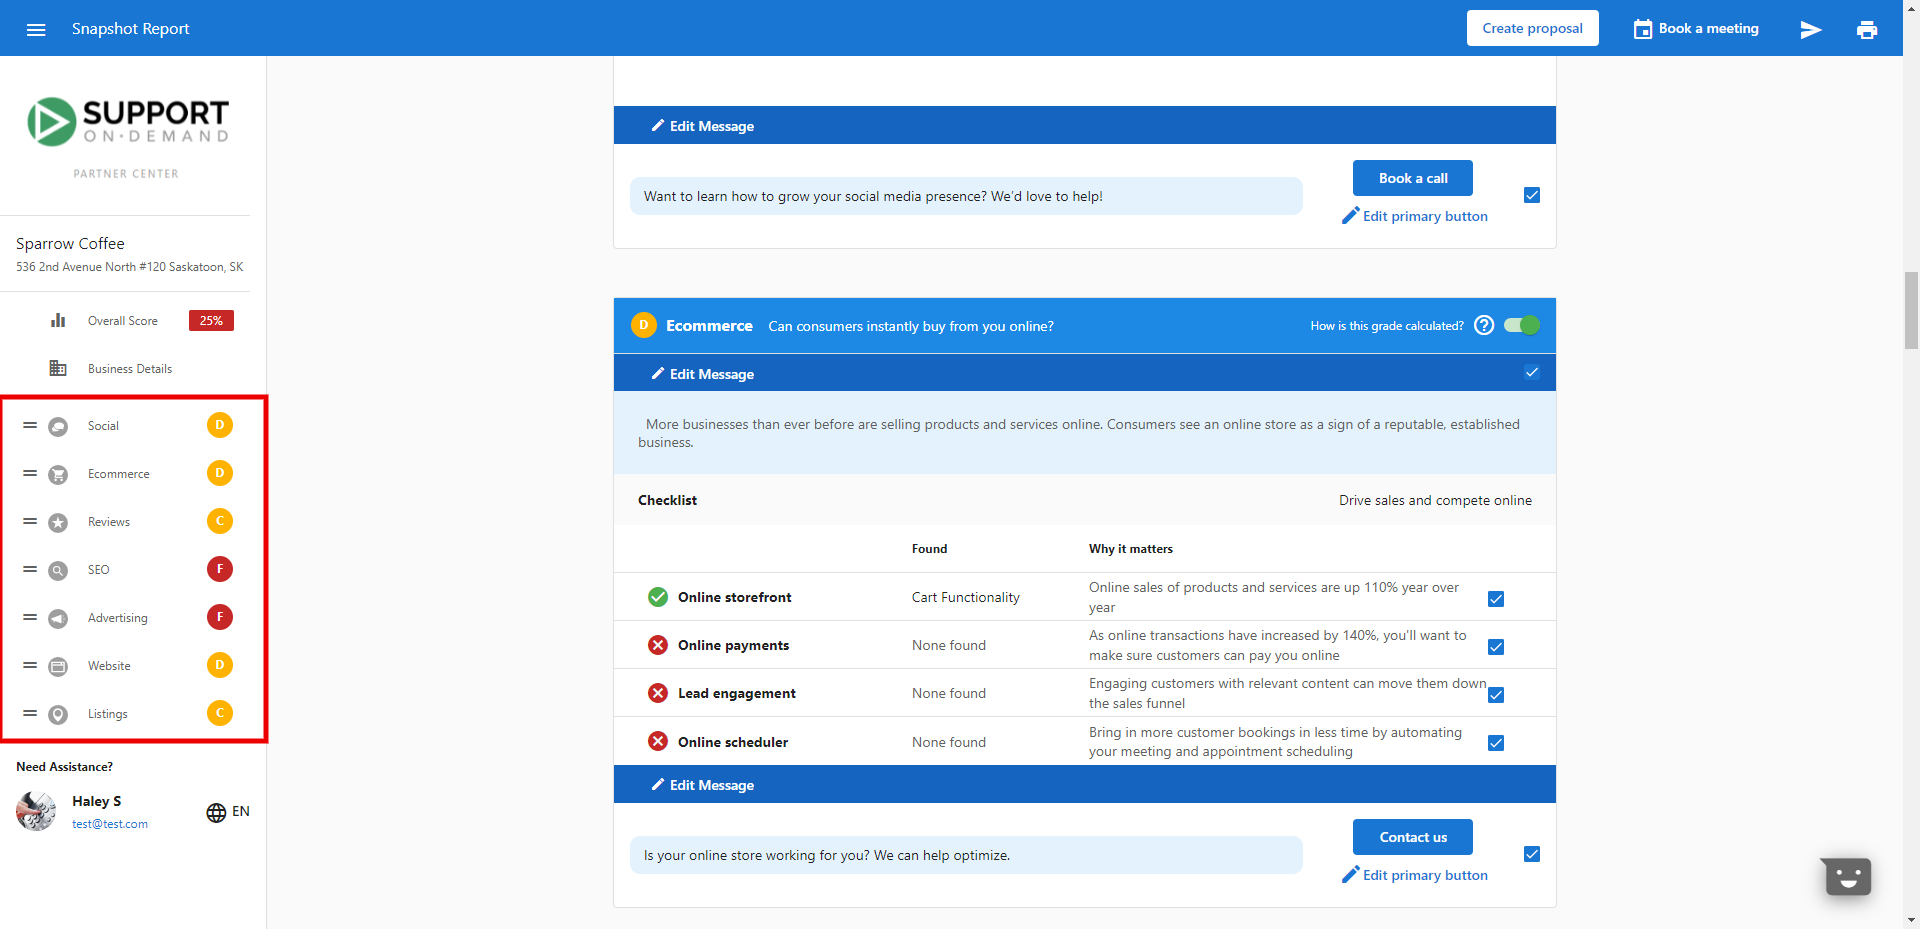 Snapshot Report
Create proposal
Book a meeting
SUPPORT
ON·DEMAND
PARTNER CENTER
Sparrow Coffee
536 2nd Avenue North #120 Saskatoon, SK
Overall Score 25%
Business Details
Social D
Ecommerce D
Reviews C
SEO F
Advertising F
Website D
Listings C
Need Assistance?
Haley S
test@test.com
EN
Edit Message
Want to learn how to grow your social media presence? We'd love to help!
Book a call
Edit primary button
D Ecommerce Can consumers instantly buy from you online?
How is this grade calculated? ?
Edit Message
More businesses than ever before are selling products and services online. Consumers see an online store as a sign of a reputable, established
business.
Checklist
Drive sales and compete online
Found Why it matters
Online storefront Cart Functionality
Online sales of products and services are up 110% year over
year
Online payments None found
As online transactions have increased by 140%, you'll want to
make sure customers can pay you online
Lead engagement None found
Engaging customers with relevant content can move them down
the sales funnel
Online scheduler None found
Bring in more customer bookings in less time by automating
your meeting and appointment scheduling
Edit Message
Is your online store working for you? We can help optimize.
Contact us
Edit primary button